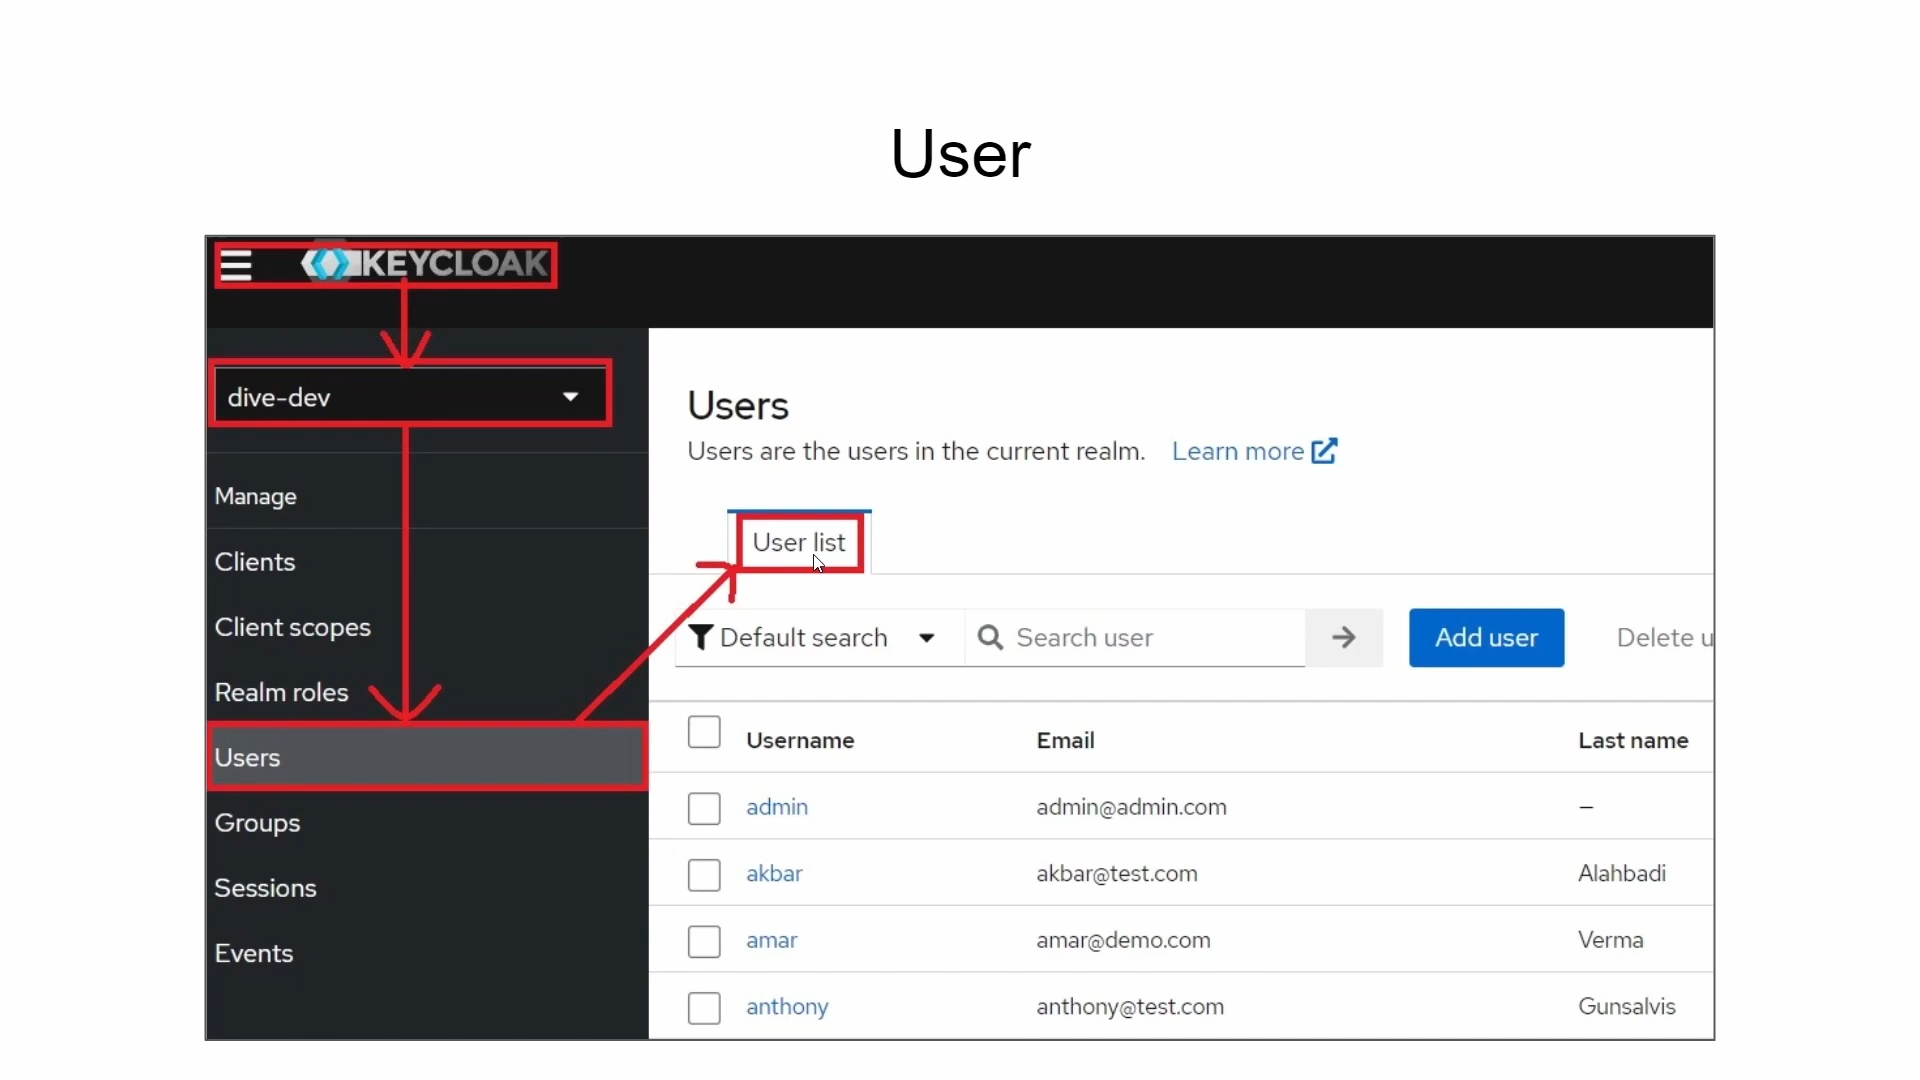 User
KEYCLOAK
dive-dev
Manage
Clients
Client scopes
Realm roles
Users
Groups
Sessions
Events
Users
Users are the users in the current realm. Learn more
User list
Default search Search user Add user Delete u
Username Email Last name
admin admin@admin.com –
akbar akbar@test.com Alahbadi
amar amar@demo.com Verma
anthony anthony@test.com Gunsalvis